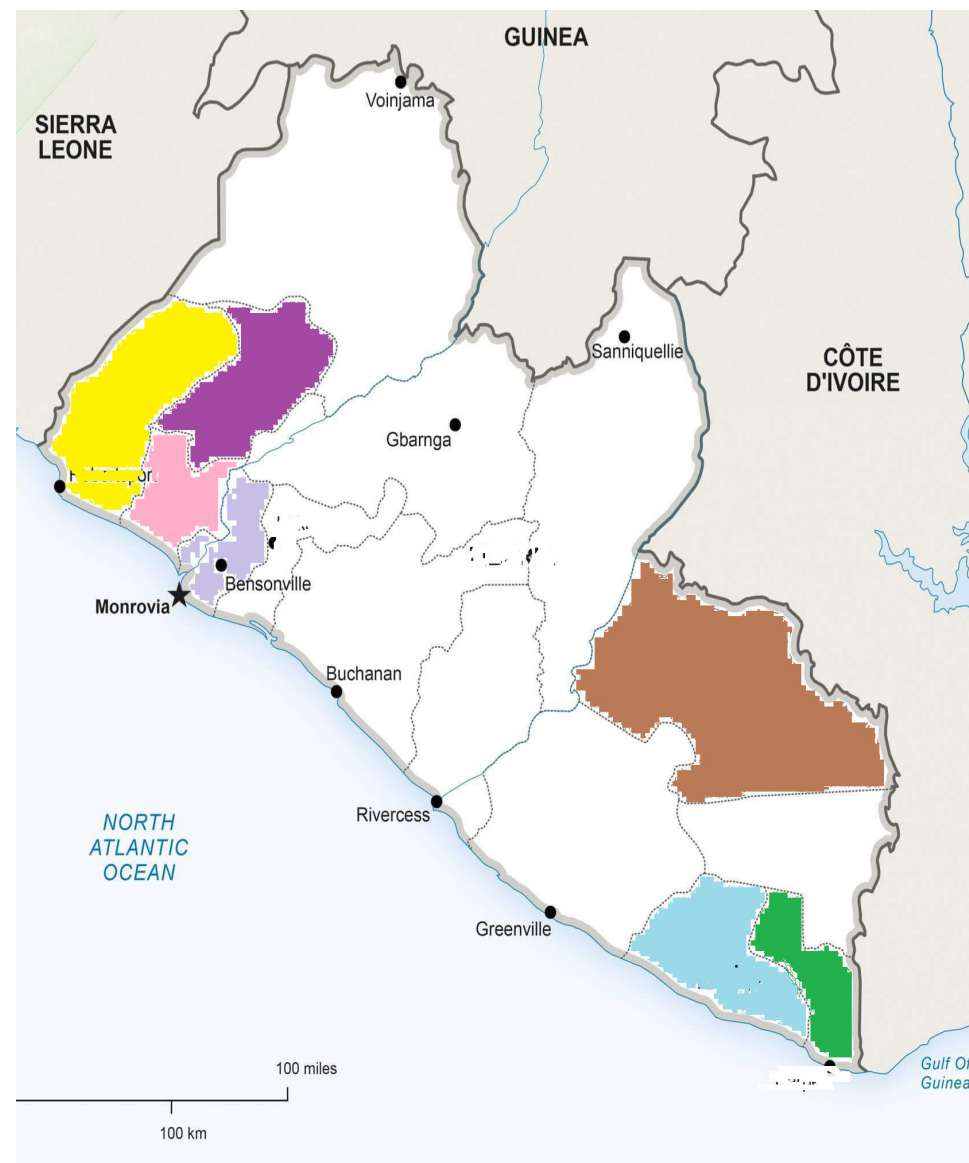 GUINEA
Voinjama
SIERRA
LEONE
Sanniquellie
CÔTE
D'IVOIRE
Gbarnga
Bensonville
Monrovia
Buchanan
Rivercess
NORTH
ATLANTIC
OCEAN
Greenville
100 miles
Gulf Of
Guinea
100 km